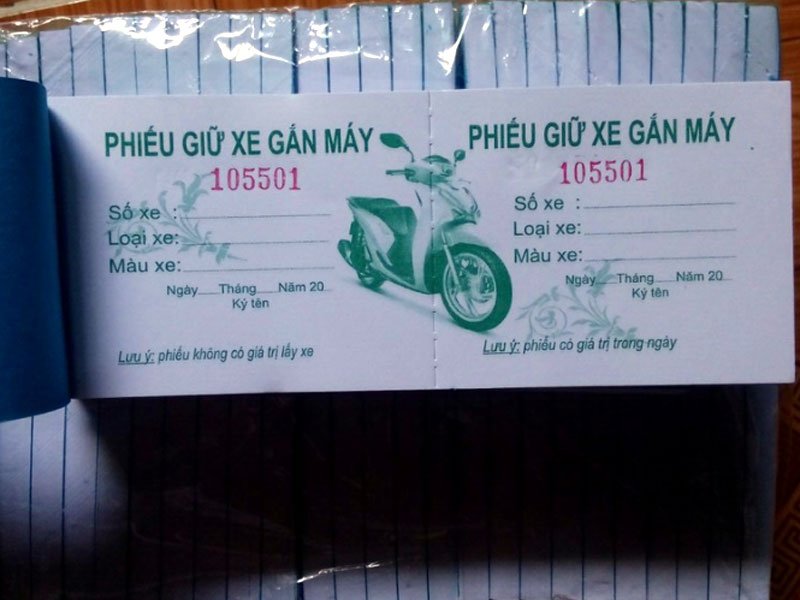 PHIẾU GIỮ XE GẮN MÁY
105501
Số xe :
Loại xe:
Màu xe:
Ngày Tháng Năm 20
Ký tên
Lưu ý: phiếu không có giá trị lấy xe
PHIẾU GIỮ XE GẮN MÁY
105501
Số xe :
Loại xe:
Màu xe:
Ngày Tháng Năm 20
Ký tên
Lưu ý: phiếu có giá trị trong ngày